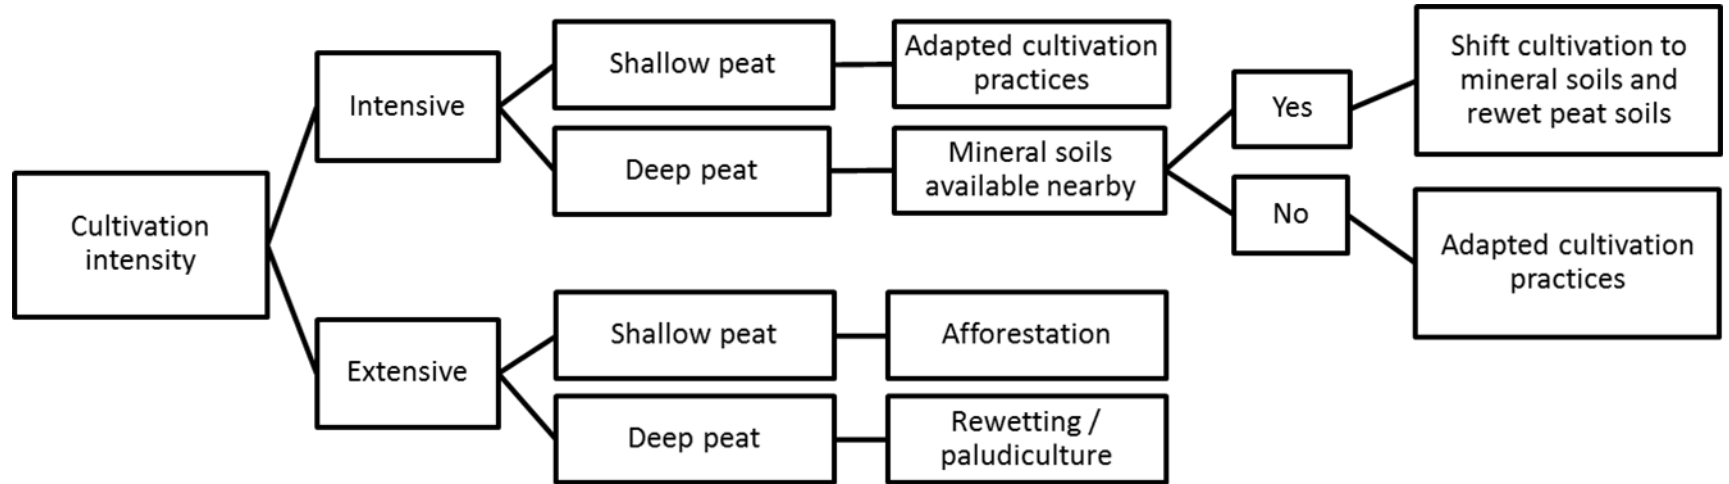 Cultivation
intensity
Intensive
Shallow peat
Adapted cultivation
practices
Deep peat
Mineral soils
available nearby
Yes
Shift cultivation to
mineral soils and
rewet peat soils
No
Adapted cultivation
practices
Extensive
Shallow peat
Afforestation
Deep peat
Rewetting /
paludiculture